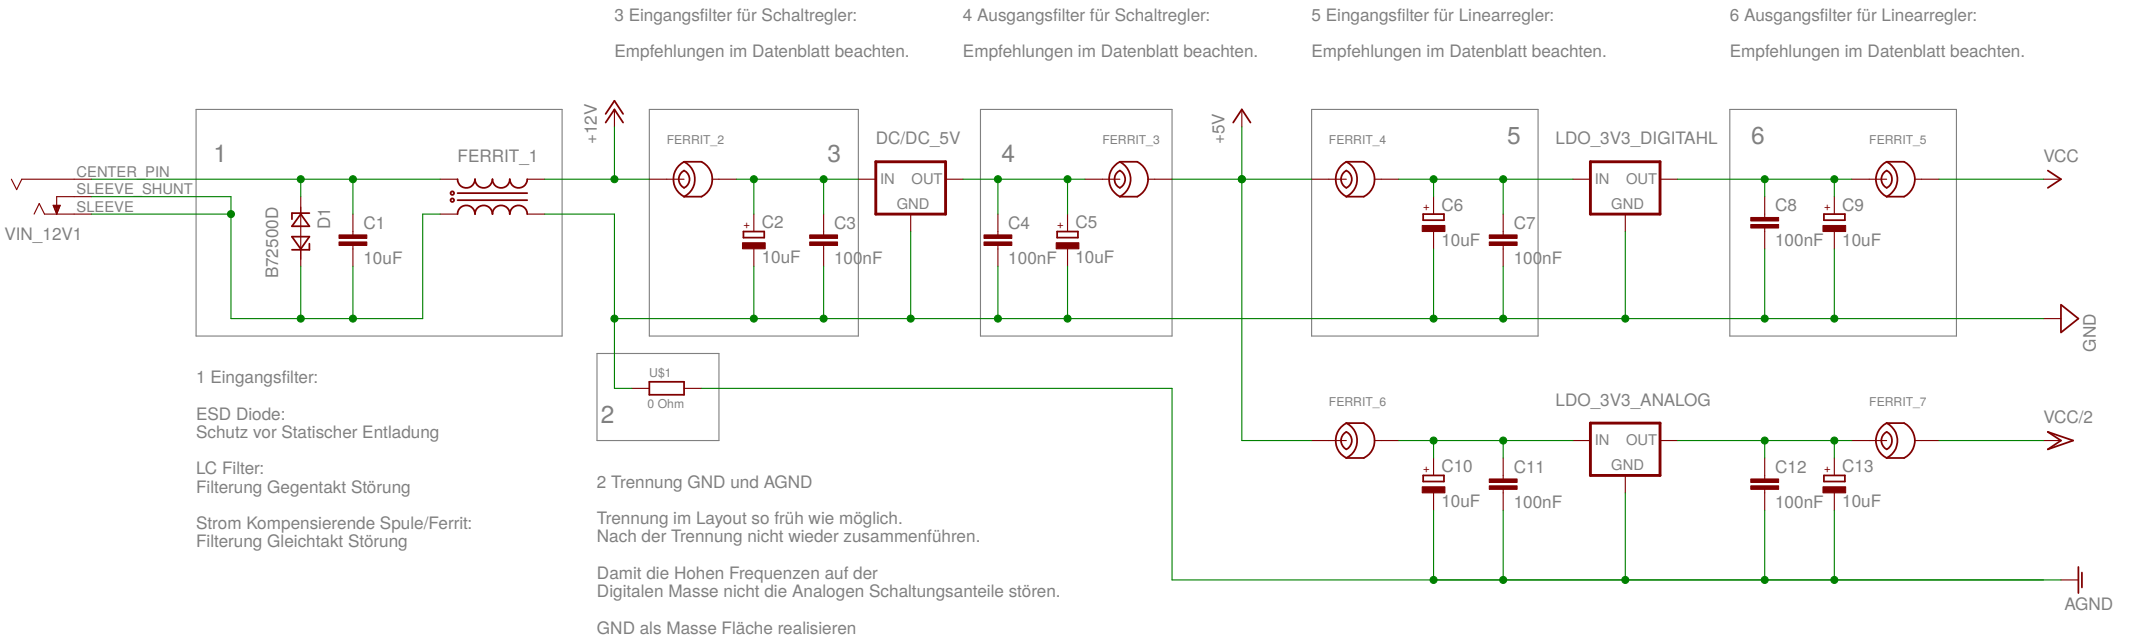 3 Eingangsfilter für Schaltregler:
Empfehlungen im Datenblatt beachten.
4 Ausgangsfilter für Schaltregler:
Empfehlungen im Datenblatt beachten.
5 Eingangsfilter für Linearregler:
Empfehlungen im Datenblatt beachten.
6 Ausgangsfilter für Linearregler:
Empfehlungen im Datenblatt beachten.
CENTER_PIN
SLEEVE_SHUNT
SLEEVE
VIN_12V1
1
B72500D
D1
C1
10uF
FERRIT_1
+12V
FERRIT_2
3
C2
10uF
C3
100nF
DC/DC_5V
IN OUT
GND
4
FERRIT_3
C4
100nF
+
C5
10uF
+5V
FERRIT_4
5
+
C6
10uF
C7
100nF
LDO_3V3_DIGITAHL
IN OUT
GND
6
FERRIT_5
C8
100nF
+
C9
10uF
VCC
GND
2
U$1
0 Ohm
FERRIT_6
+
C10
10uF
C11
100nF
LDO_3V3_ANALOG
IN OUT
GND
FERRIT_7
C12
100nF
+
C13
10uF
VCC/2
AGND
1 Eingangsfilter:
ESD Diode:
Schutz vor Statischer Entladung
LC Filter:
Filterung Gegentakt Störung
Strom Kompensierende Spule/Ferrit:
Filterung Gleichtakt Störung
2 Trennung GND und AGND
Trennung im Layout so früh wie möglich.
Nach der Trennung nicht wieder zusammenführen.
Damit die Hohen Frequenzen auf der
Digitalen Masse nicht die Analogen Schaltungsanteile stören.
GND als Masse Fläche realisieren